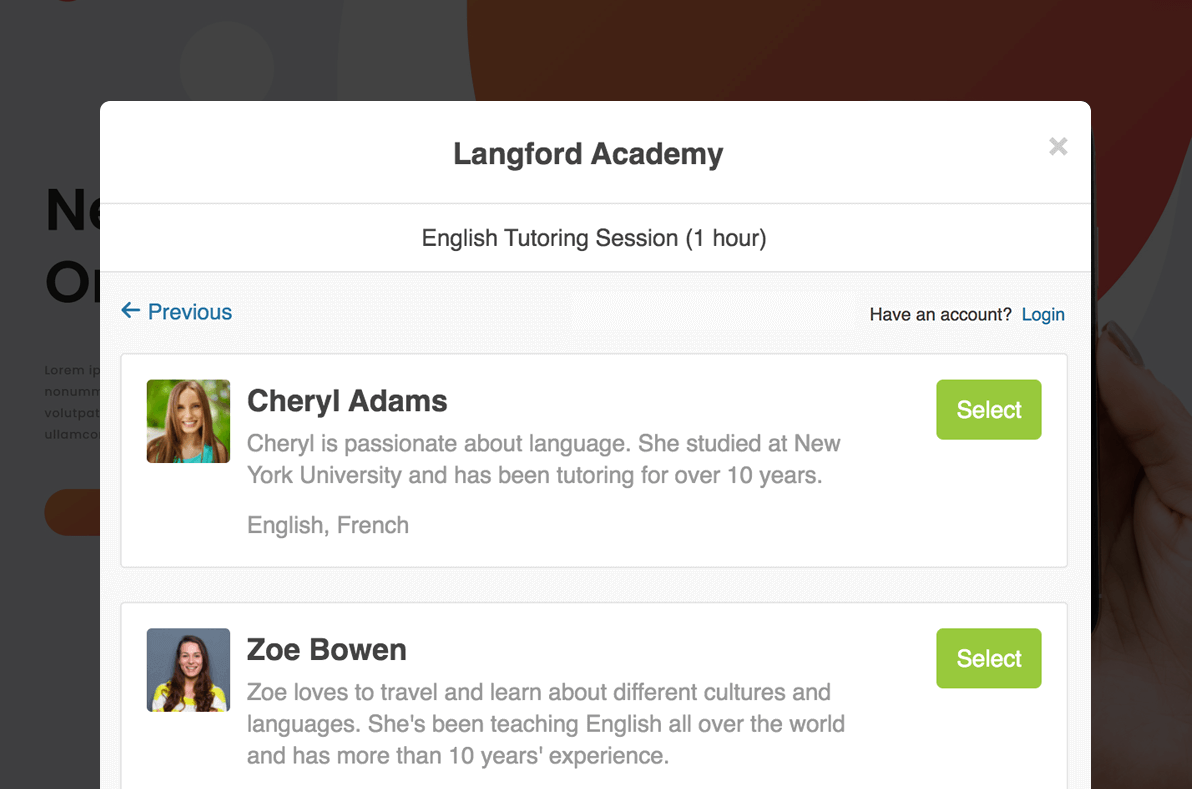 Langford Academy
×
English Tutoring Session (1 hour)
← Previous
Have an account? Login
Cheryl Adams
Select
Cheryl is passionate about language. She studied at New
York University and has been tutoring for over 10 years.
English, French
Zoe Bowen
Select
Zoe loves to travel and learn about different cultures and
languages. She's been teaching English all over the world
and has more than 10 years' experience.
Lorem ip
nonumm
volutpat
ullamco